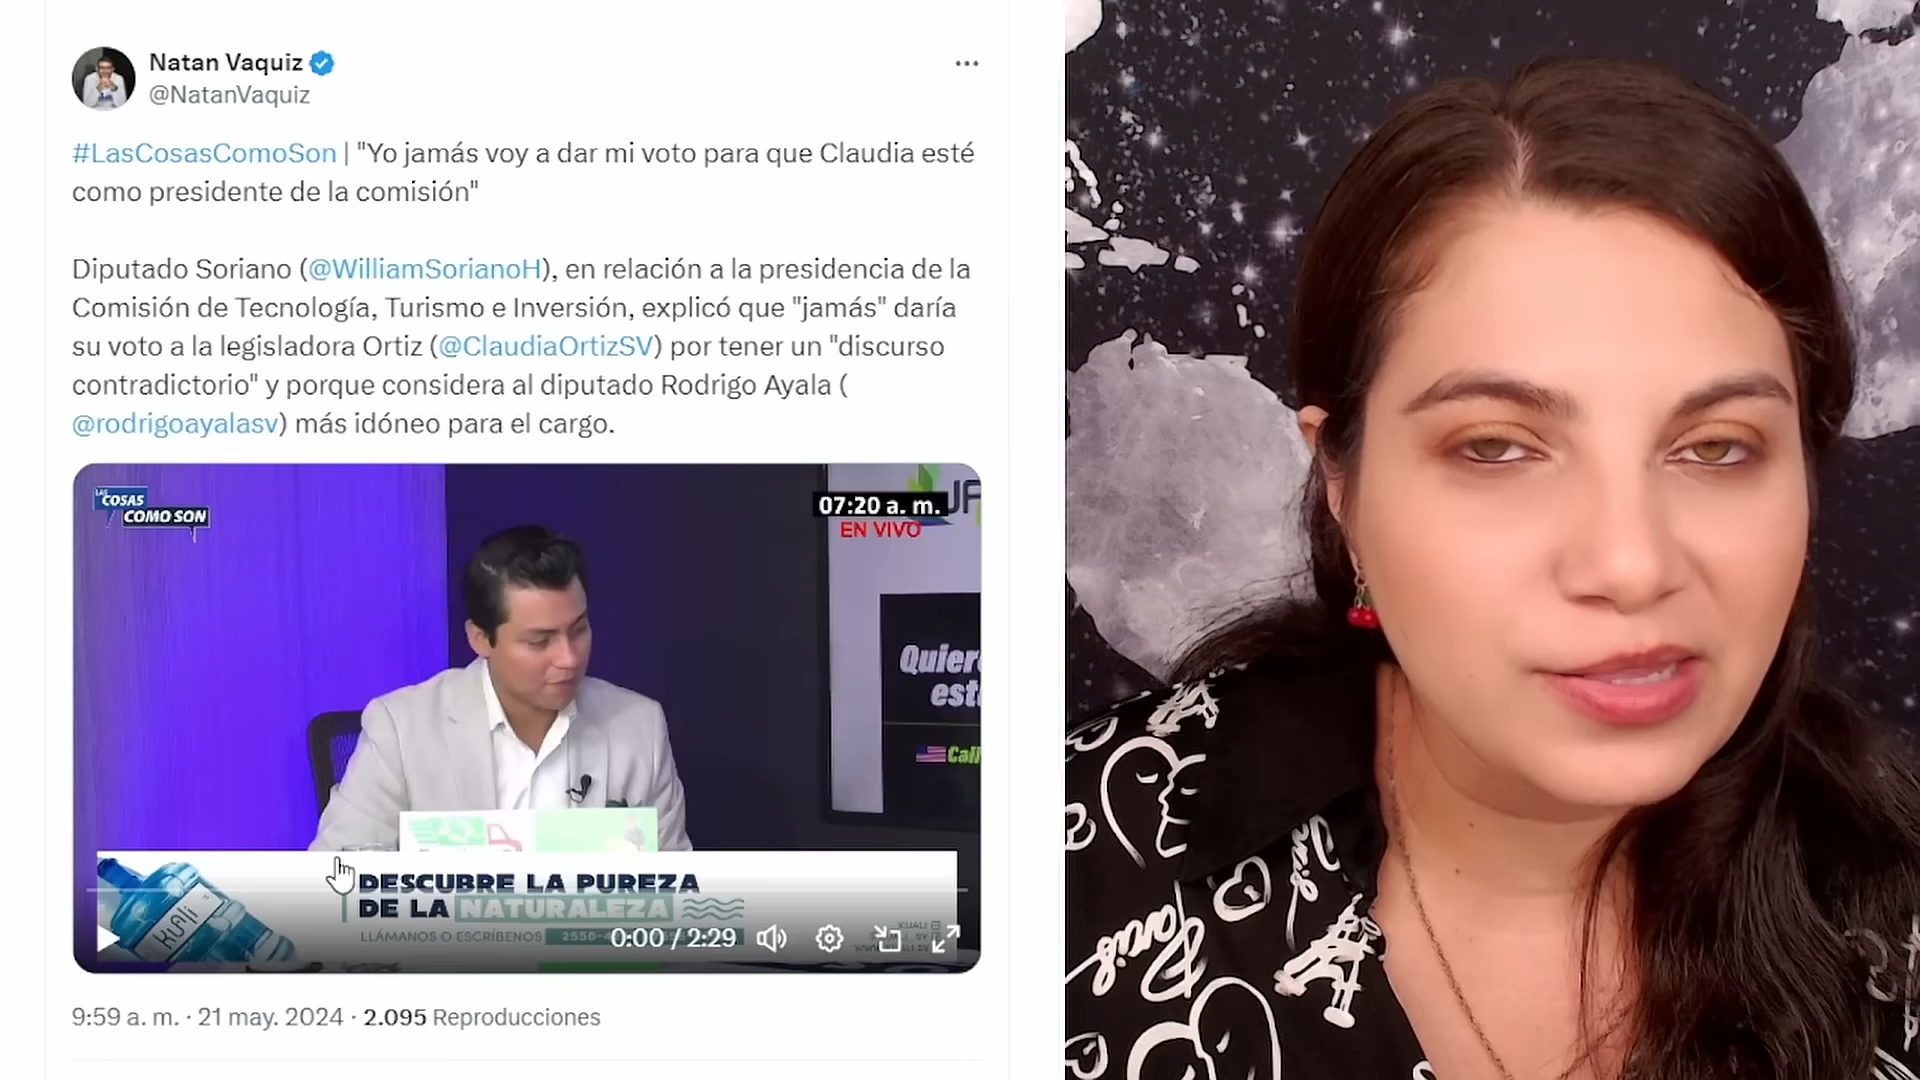 Natan Vaquiz
@NatanVaquiz
#LasCosasComoSon | "Yo jamás voy a dar mi voto para que Claudia esté
como presidente de la comisión"
Diputado Soriano (@WilliamSorianoH), en relación a la presidencia de la
Comisión de Tecnología, Turismo e Inversión, explicó que "jamás" daría
su voto a la legisladora Ortiz (@ClaudiaOrtizSV) por tener un "discurso
contradictorio" y porque considera al diputado Rodrigo Ayala (
@rodrigoayalasv) más idóneo para el cargo.
LAS
COSAS
COMO SON
07:20 a. m.
EN VIVO
KUALI
DESCUBRE LA PUREZA
DE LA NATURALEZA
LLÁMANOS O ESCRÍBENOS
0:00 / 2:29
9:59 a. m. · 21 may. 2024 · 2.095 Reproducciones
Paris